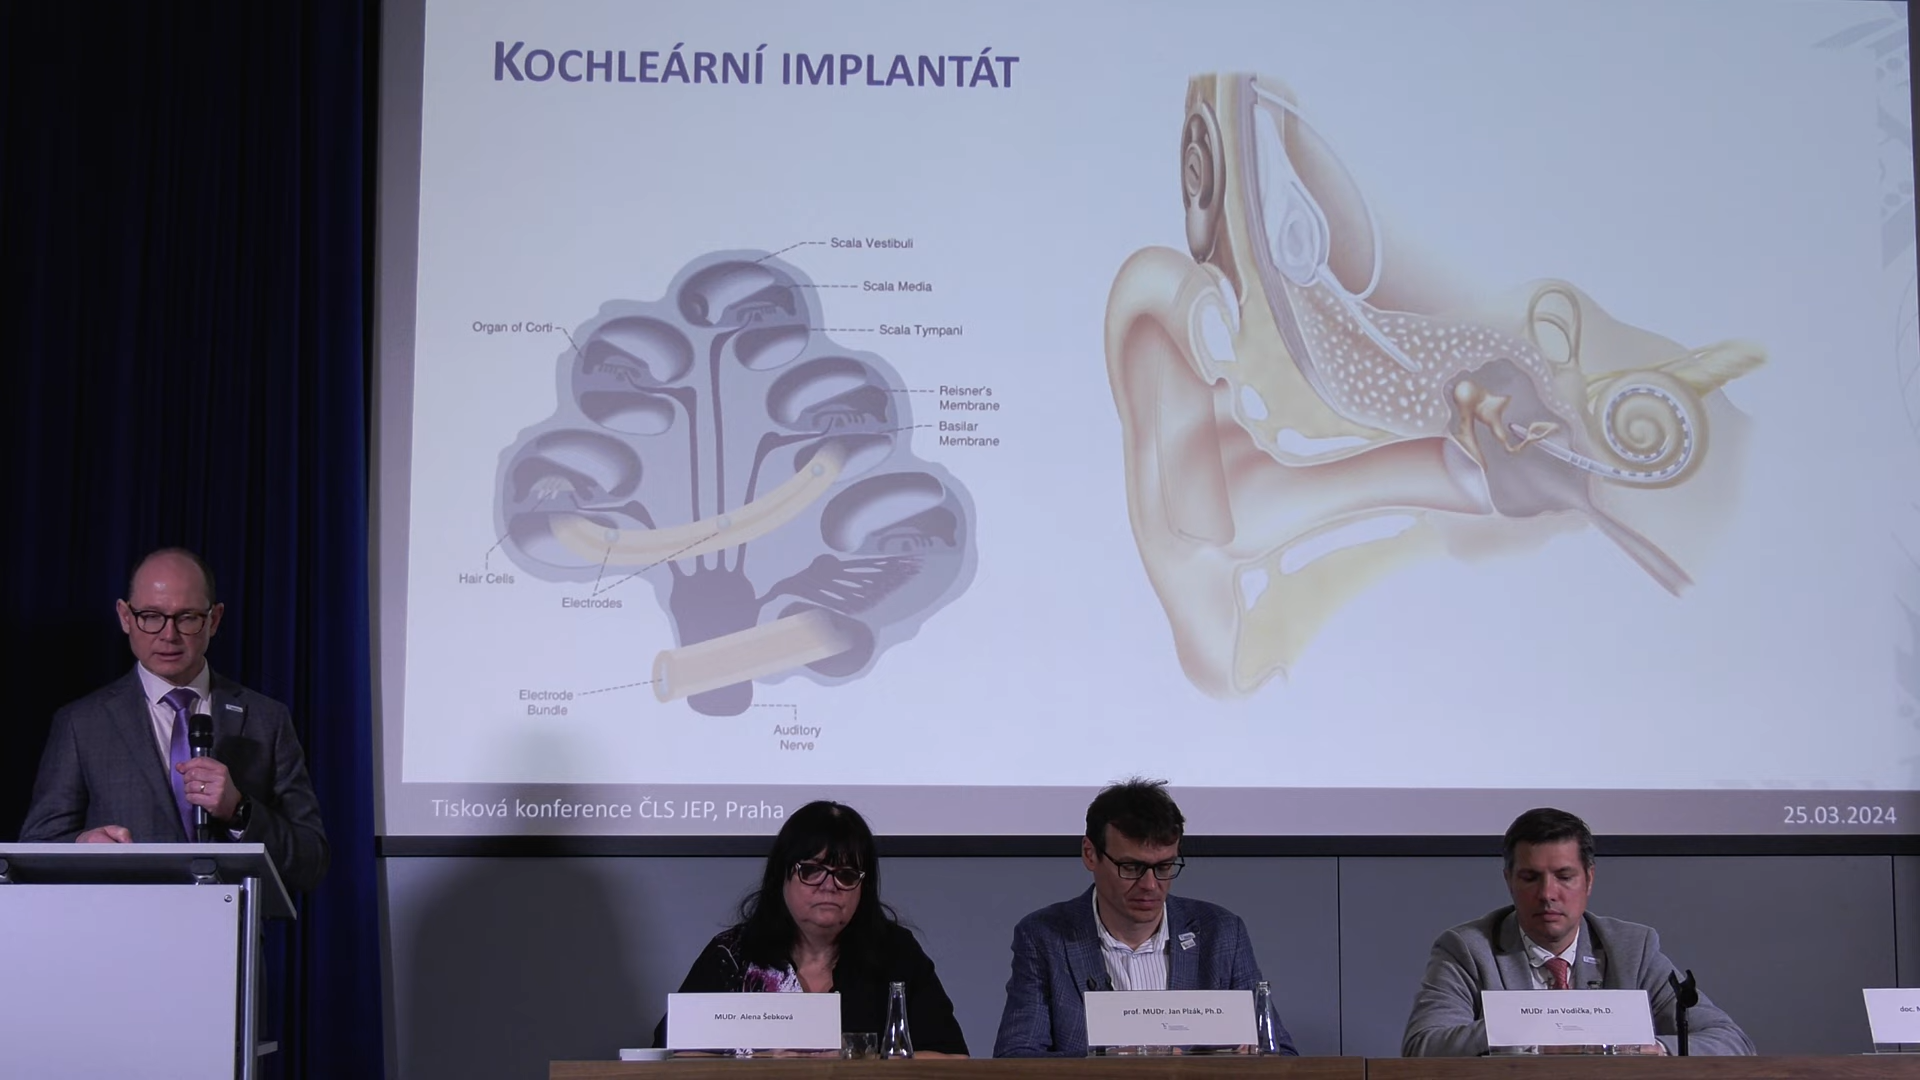 KOCHLEÁRNÍ IMPLANTÁT
Scala Vestibuli
Scala Media
Organ of Corti
Scala Tympani
Reisner's
Membrane
Basilar
Membrane
Hair Cells
Electrodes
Electrode
Bundle
Auditory
Nerve
Tisková konference ČLS JEP, Praha
25.03.2024
MUDr. Alena Šebková
prof. MUDr. Jan Plzák, Ph.D.
MUDr. Jan Vodička, Ph.D.
doc.